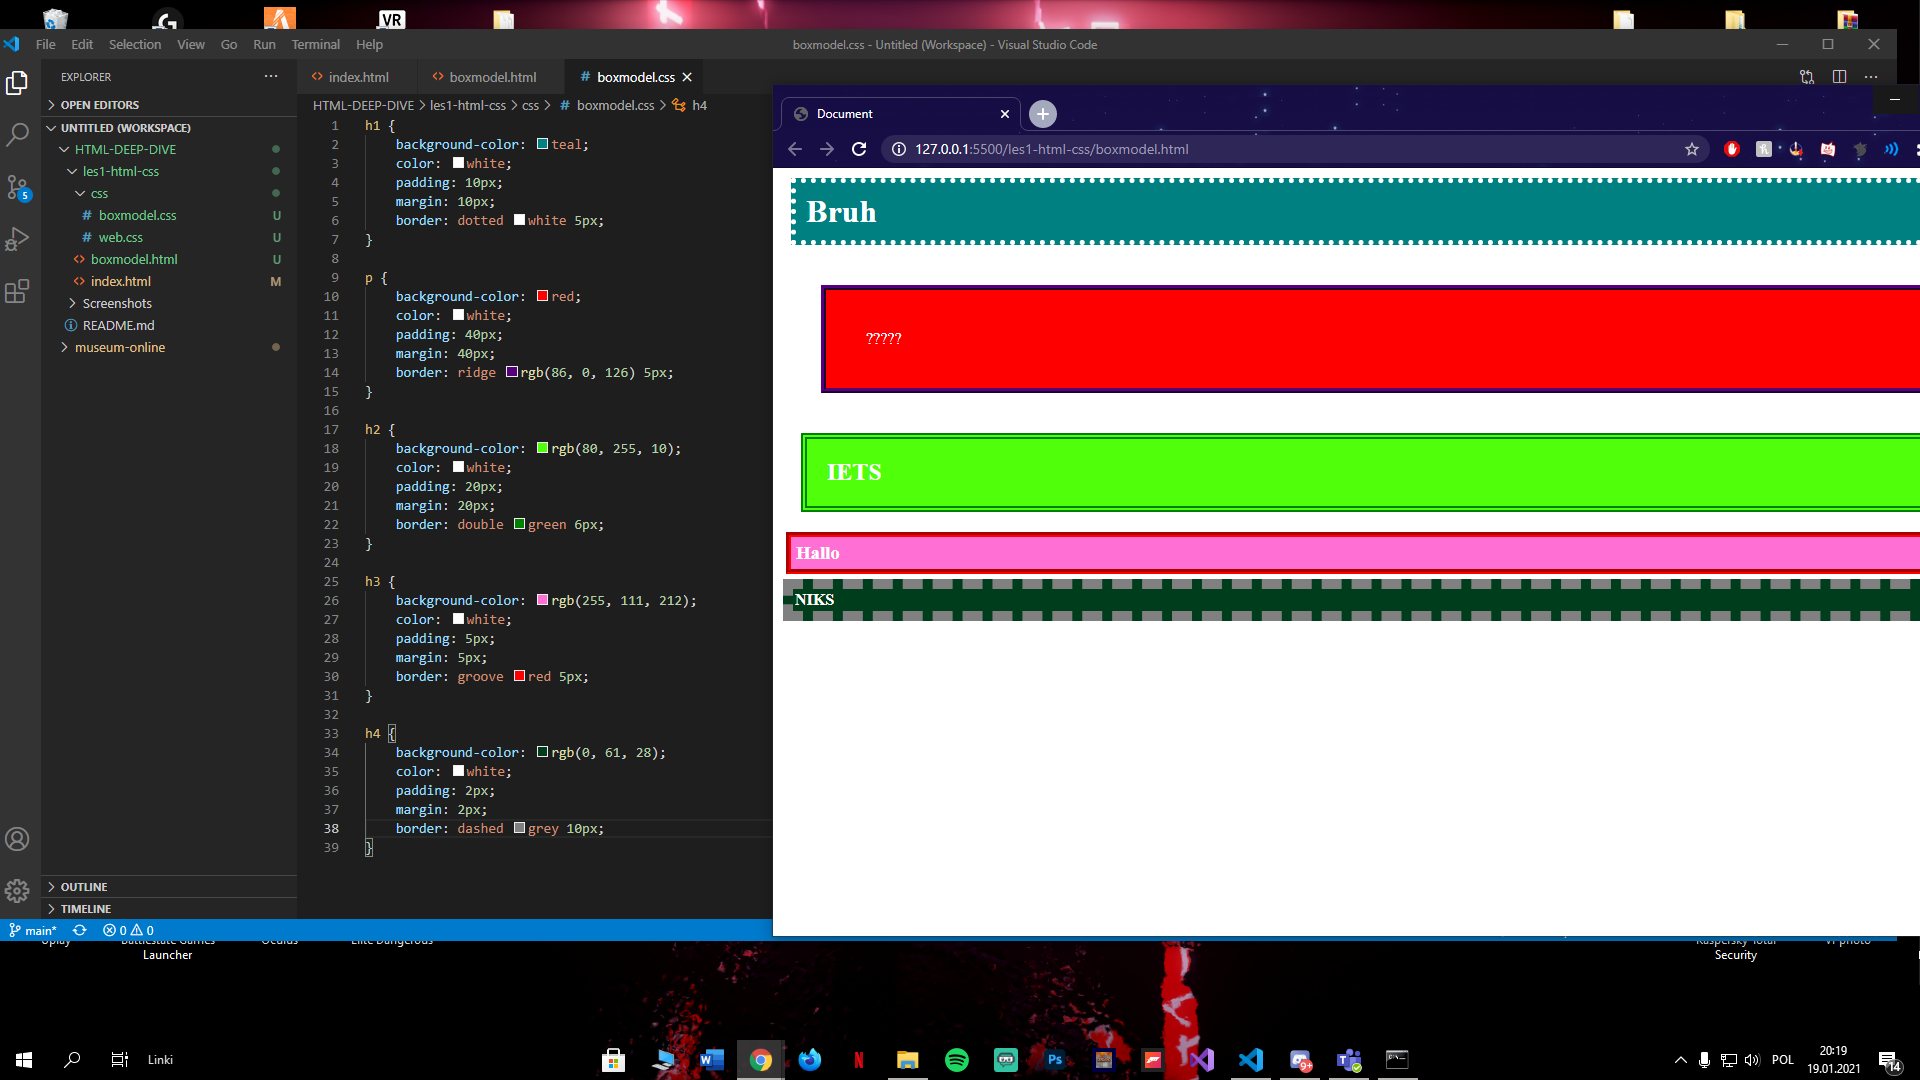 VR
File Edit Selection View Go Run Terminal Help
boxmodel.css - Untitled (Workspace) - Visual Studio Code
EXPLORER
OPEN EDITORS
UNTITLED (WORKSPACE)
HTML-DEEP-DIVE
les1-html-css
css
# boxmodel.css U
# web.css U
<> boxmodel.html U
<> index.html M
Screenshots
README.md
museum-online
OUTLINE
TIMELINE
5
<> index.html <> boxmodel.html # boxmodel.css
HTML-DEEP-DIVE > les1-html-css > css > # boxmodel.css > h4
1 h1 {
2 background-color: teal;
3 color: white;
4 padding: 10px;
5 margin: 10px;
6 border: dotted white 5px;
7 }
8
9 p {
10 background-color: red;
11 color: white;
12 padding: 40px;
13 margin: 40px;
14 border: ridge rgb(86, 0, 126) 5px;
15 }
16
17 h2 {
18 background-color: rgb(80, 255, 10);
19 color: white;
20 padding: 20px;
21 margin: 20px;
22 border: double green 6px;
23 }
24
25 h3 {
26 background-color: rgb(255, 111, 212);
27 color: white;
28 padding: 5px;
29 margin: 5px;
30 border: groove red 5px;
31 }
32
33 h4 {
34 background-color: rgb(0, 61, 28);
35 color: white;
36 padding: 2px;
37 margin: 2px;
38 border: dashed grey 10px;
39 }
Document
127.0.0.1:5500/les1-html-css/boxmodel.html
Bruh
?????
IETS
Hallo
NIKS
main* 0 0
Launcher
Security
Linki
POL
20:19
19.01.2021
14